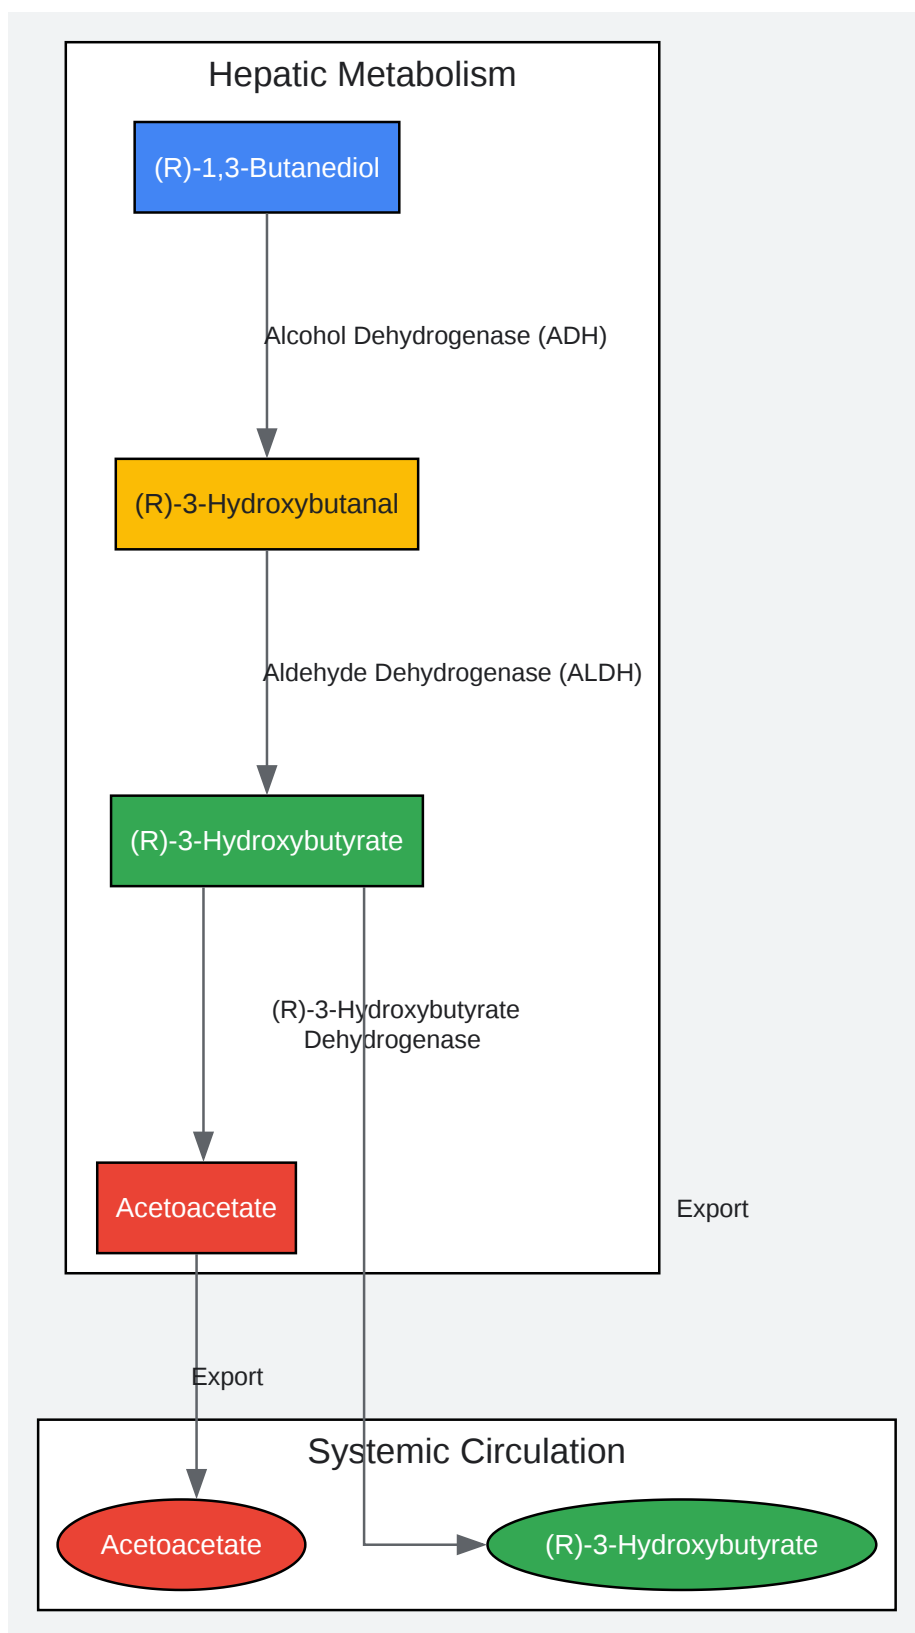 Hepatic Metabolism
(R)-1,3-Butanediol
Alcohol Dehydrogenase (ADH)
(R)-3-Hydroxybutanal
Aldehyde Dehydrogenase (ALDH)
(R)-3-Hydroxybutyrate
(R)-3-Hydroxybutyrate
Dehydrogenase
Acetoacetate
Export
Export
Systemic Circulation
Acetoacetate
(R)-3-Hydroxybutyrate